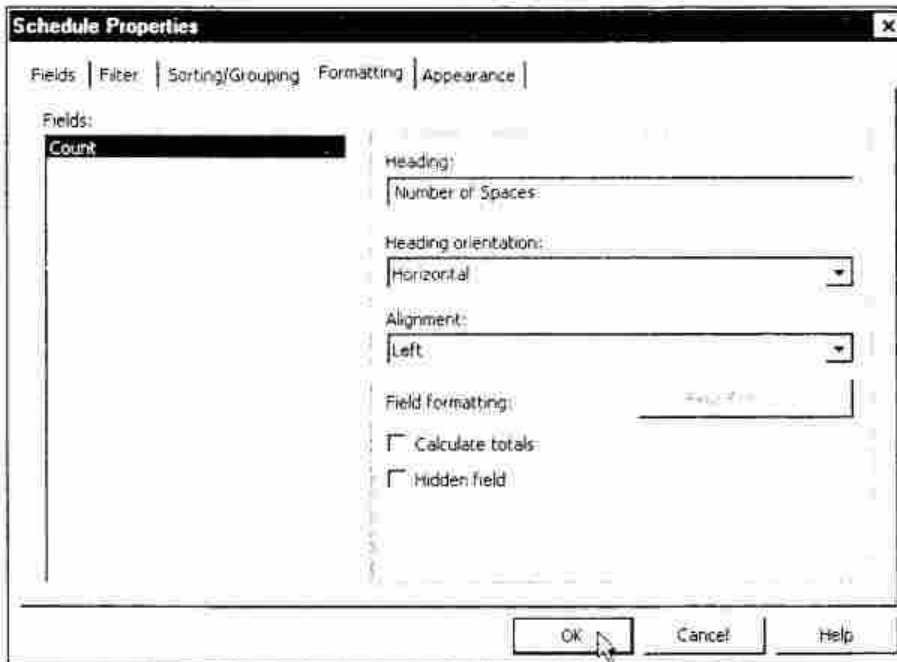 Schedule Properties
Fields Filter Sorting/Grouping Formatting Appearance
Fields:
Count
Heading:
Number of Spaces
Heading orientation:
Horizontal
Alignment:
Left
Field formatting:
Calculate totals
Hidden field
OK Cancel Help